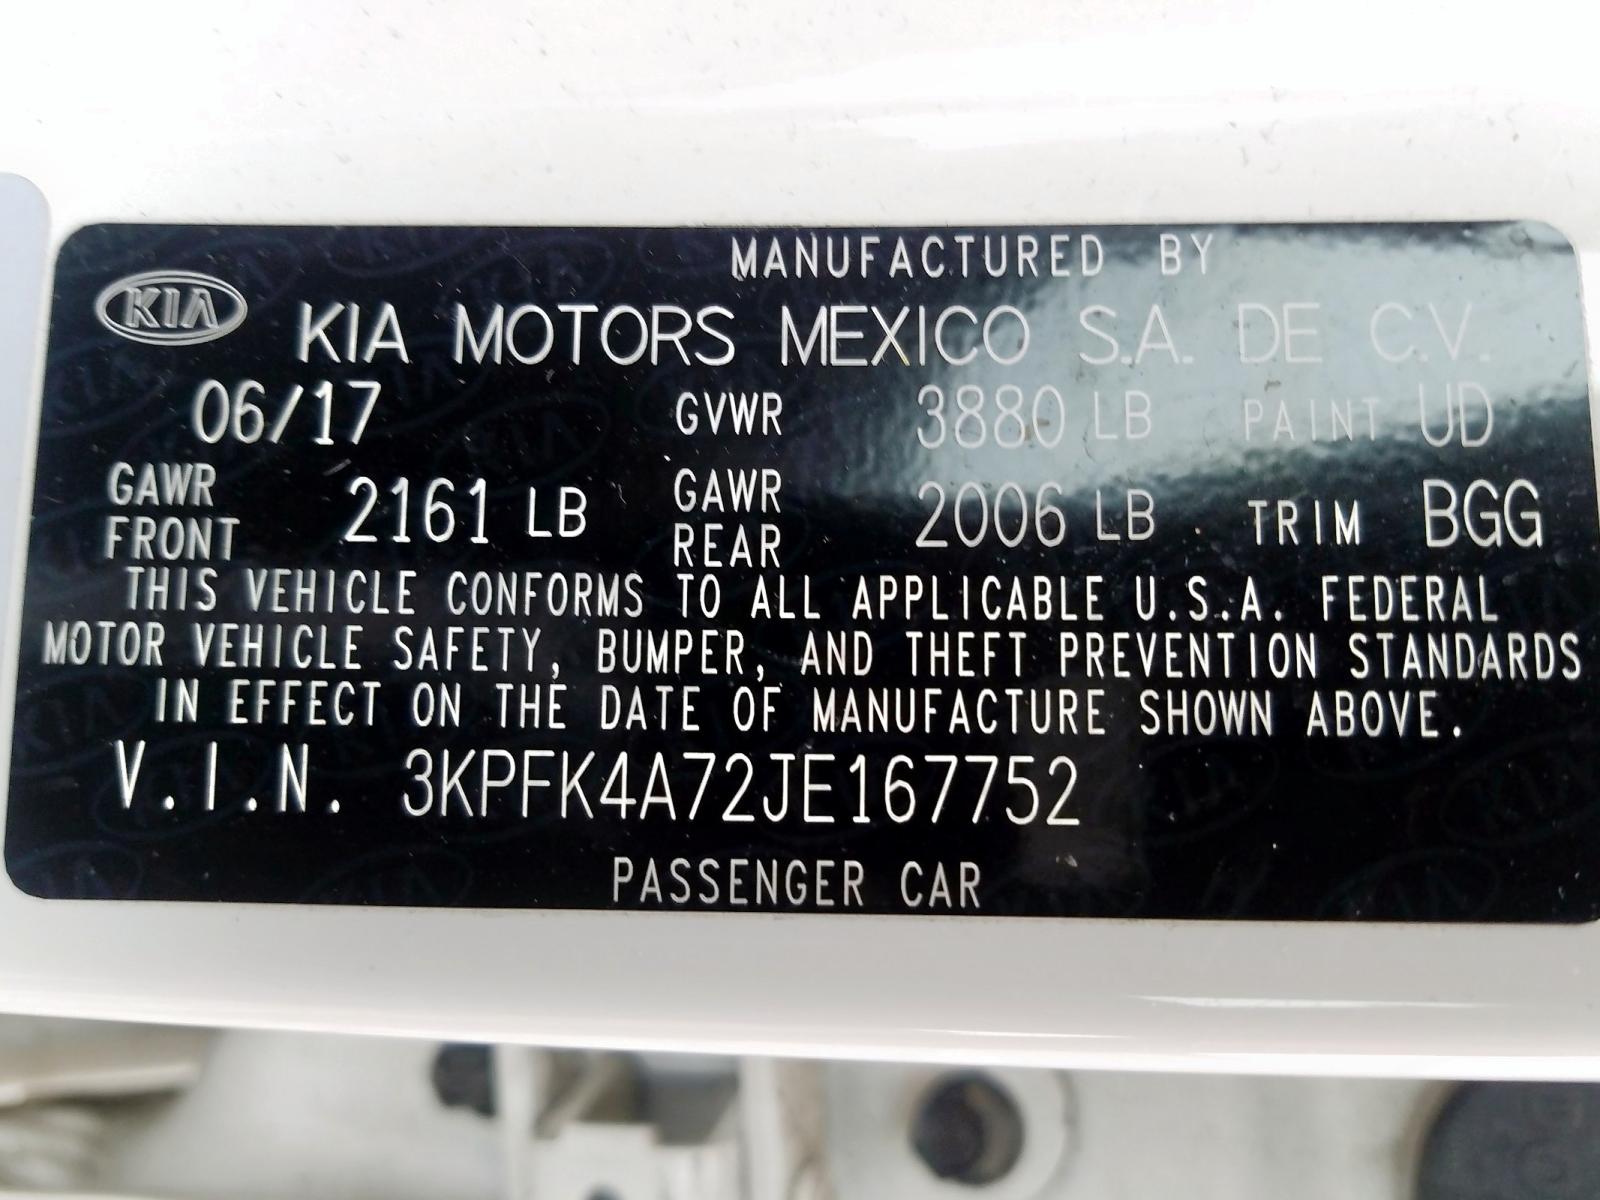 MANUFACTURED BY
KIA KIA MOTORS MEXICO S.A. DE C.V.
06/17 GVWR 3880 LB PAINT UD
GAWR FRONT 2161 LB GAWR REAR 2006 LB TRIM BGG
THIS VEHICLE CONFORMS TO ALL APPLICABLE U.S.A. FEDERAL
MOTOR VEHICLE SAFETY, BUMPER, AND THEFT PREVENTION STANDARDS
IN EFFECT ON THE DATE OF MANUFACTURE SHOWN ABOVE.
V.I.N. 3KPFK4A72JE167752
PASSENGER CAR